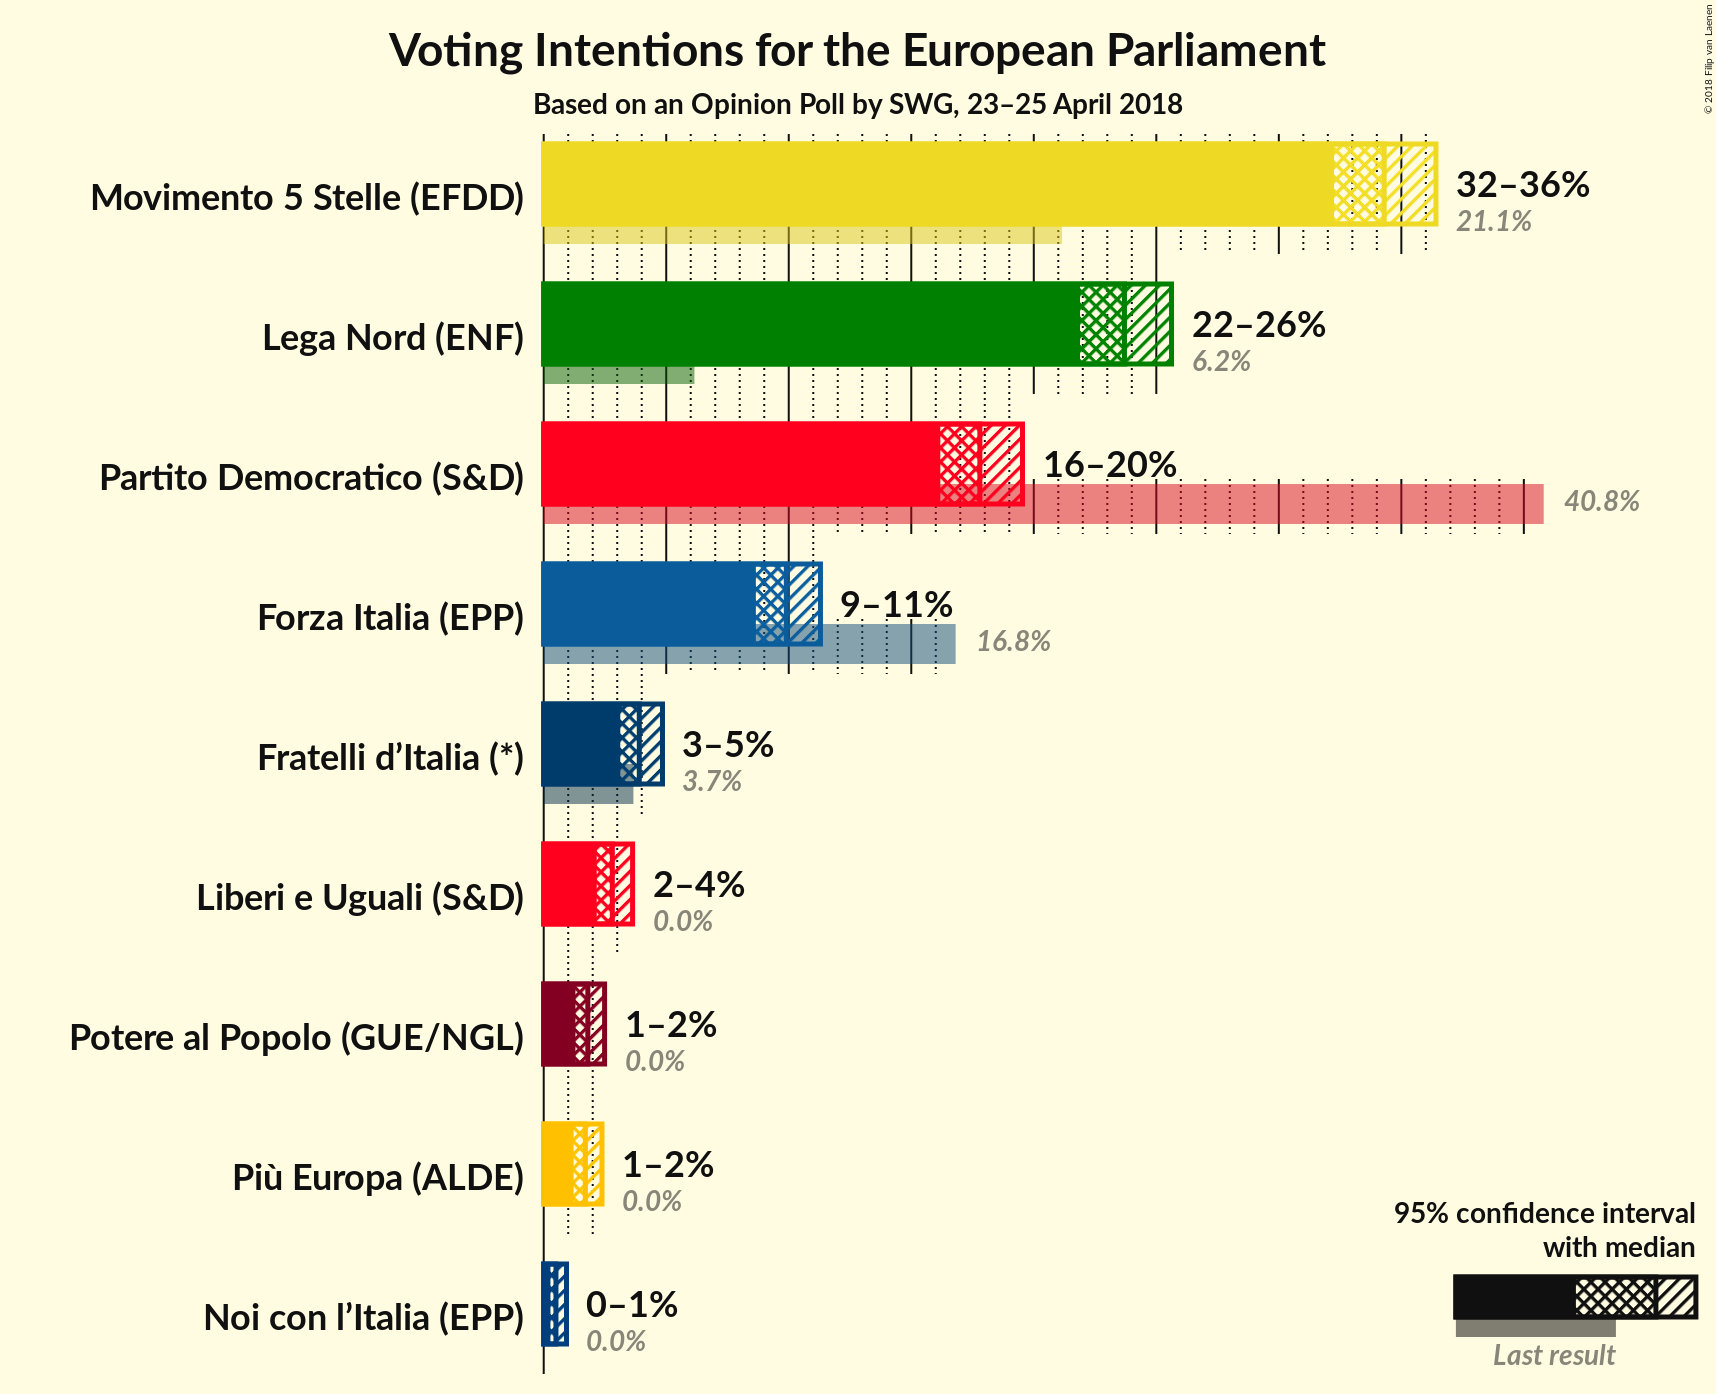 Voting Intentions for the European Parliament
Based on an Opinion Poll by SWG, 23–25 April 2018
© 2018 Filip van Laenen
Movimento 5 Stelle (EFDD)
32–36%
21.1%
Lega Nord (ENF)
22–26%
6.2%
Partito Democratico (S&D)
16–20%
40.8%
Forza Italia (EPP)
9–11%
16.8%
Fratelli d’Italia (*)
3–5%
3.7%
Liberi e Uguali (S&D)
2–4%
0.0%
Potere al Popolo (GUE/NGL)
1–2%
0.0%
Più Europa (ALDE)
1–2%
0.0%
Noi con l’Italia (EPP)
0–1%
0.0%
95% confidence interval
with median
Last result